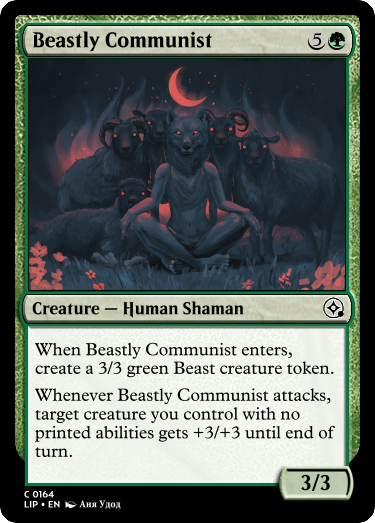 Beastly Communist 5
Creature — Human Shaman
When Beastly Communist enters,
create a 3/3 green Beast creature token.
Whenever Beastly Communist attacks,
target creature you control with no
printed abilities gets +3/+3 until end of
turn.
3/3
C 0164
LIP • EN Аня Удод